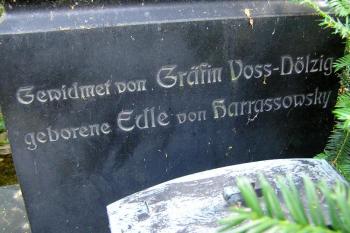 Gewidmet von Gräfin Voss-Dölzig
geborene Edle von Harrassowsky